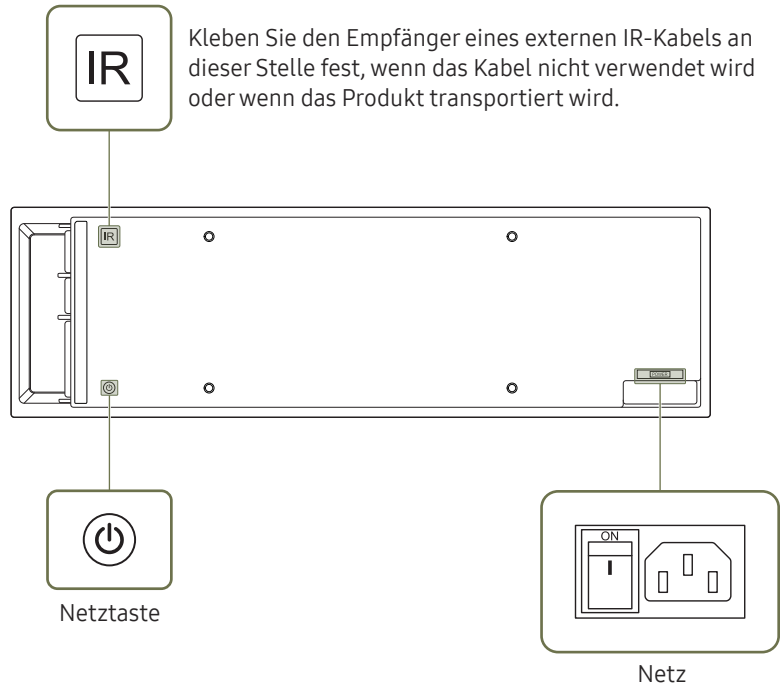 IR
Kleben Sie den Empfänger eines externen IR-Kabels an
dieser Stelle fest, wenn das Kabel nicht verwendet wird
oder wenn das Produkt transportiert wird.
IR
POWER
Netztaste
ON
Netz